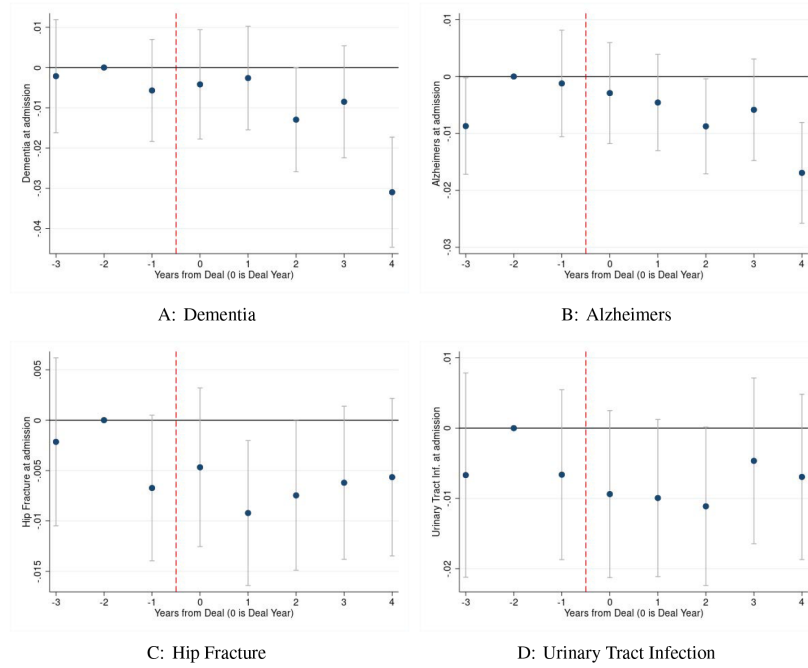 .01
0
-.01
-.02
-.03
-.04
Dementia at admission
-3 -2 -1 0 1 2 3 4
Years from Deal (0 is Deal Year)
A: Dementia
.01
0
-.01
-.02
-.03
Alzheimers at admission
-3 -2 -1 0 1 2 3 4
Years from Deal (0 is Deal Year)
B: Alzheimers
.005
0
-.005
-.01
-.015
Hip Fracture at admission
-3 -2 -1 0 1 2 3 4
Years from Deal (0 is Deal Year)
C: Hip Fracture
.01
0
-.01
-.02
Urinary Tract Inf. at admission
-3 -2 -1 0 1 2 3 4
Years from Deal (0 is Deal Year)
D: Urinary Tract Infection